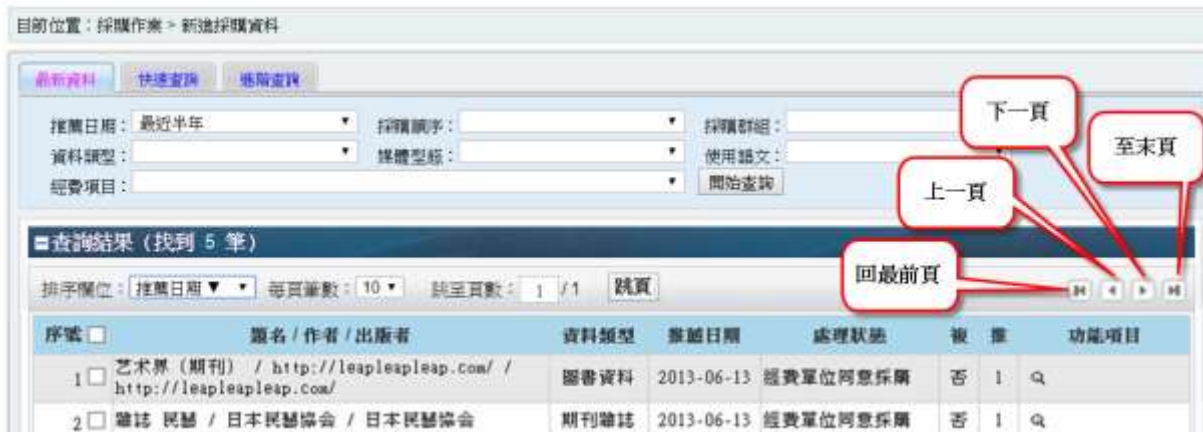 目前位置：採購作業 > 新進採購資料
最新資料 快速查詢 進階查詢
推薦日期： 最近半年 採購順序： 採購群組：
資料類型： 媒體型態： 使用語文：
經費項目： 開始查詢
下一頁
至末頁
上一頁
回最前頁
查詢結果（找到 5 筆）
排序欄位： 推薦日期▼ 每頁筆數： 10 跳至頁數： 1 /1 跳頁
序號 題名 / 作者 / 出版者 資料類型 推薦日期 處理狀態 複 推 功能項目
1 艺术界（期刊） / http://leapleapleap.com/ / 圖書資料 2013-06-13 經費單位同意採購 否 1
http://leapleapleap.com/
2 雜誌 民藝 / 日本民藝協会 / 日本民藝協会 期刊雜誌 2013-06-13 經費單位同意採購 否 1